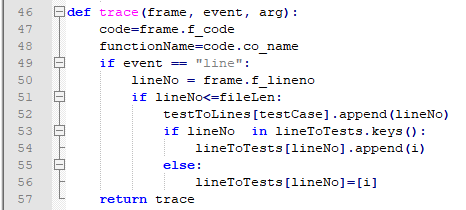 46 def trace(frame, event, arg):
47     code=frame.f_code
48     functionName=code.co_name
49     if event == "line":
50         lineNo = frame.f_lineno
51         if lineNo<=fileLen:
52             testToLines[testCase].append(lineNo)
53             if lineNo  in lineToTests.keys():
54                 lineToTests[lineNo].append(i)
55             else:
56                 lineToTests[lineNo]=[i]
57     return trace